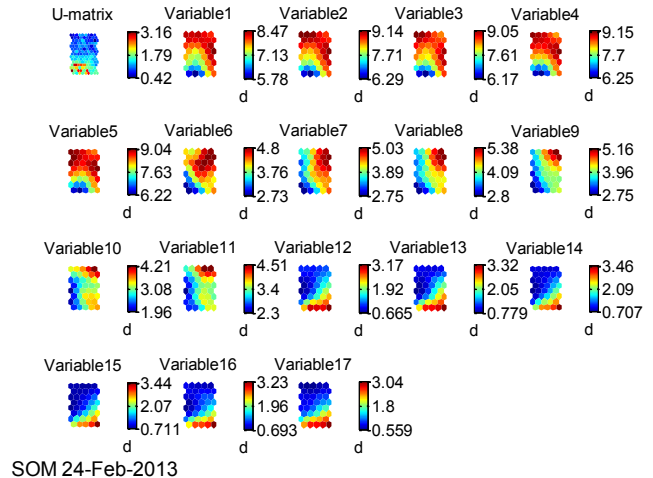 U-matrix
3.16
1.79
0.42
Variable1
8.47
7.13
5.78
d
Variable2
9.14
7.71
6.29
d
Variable3
9.05
7.61
6.17
d
Variable4
9.15
7.7
6.25
d
Variable5
9.04
7.63
6.22
d
Variable6
4.8
3.76
2.73
d
Variable7
5.03
3.89
2.75
d
Variable8
5.38
4.09
2.8
d
Variable9
5.16
3.96
2.75
d
Variable10
4.21
3.08
1.96
d
Variable11
4.51
3.4
2.3
d
Variable12
3.17
1.92
0.665
d
Variable13
3.32
2.05
0.779
d
Variable14
3.46
2.09
0.707
d
Variable15
3.44
2.07
0.711
d
Variable16
3.23
1.96
0.693
d
Variable17
3.04
1.8
0.559
d
SOM 24-Feb-2013